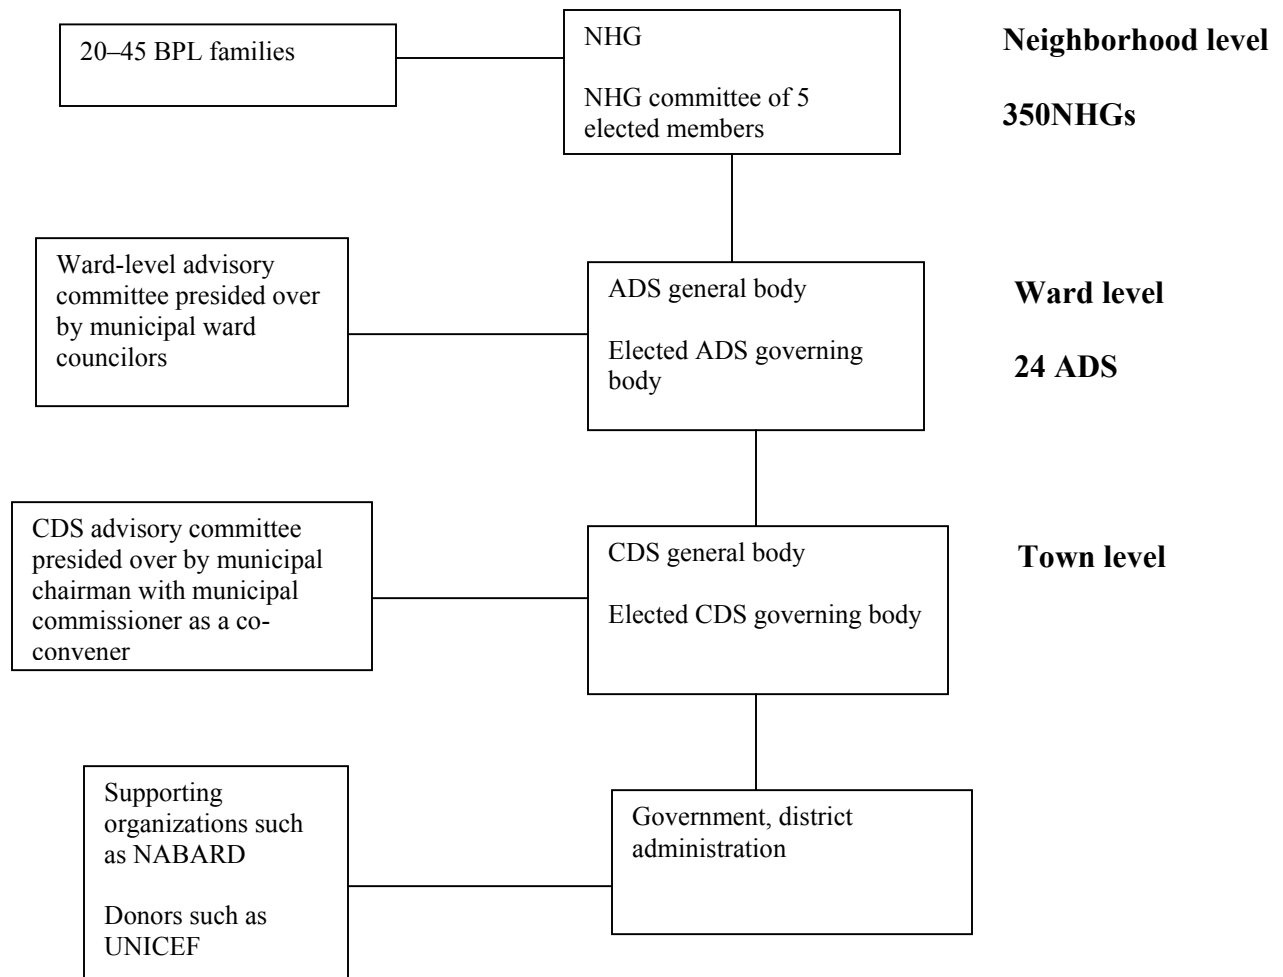 20–45 BPL families
NHG
NHG committee of 5
elected members
Neighborhood level
350NHGs
Ward-level advisory
committee presided over
by municipal ward
councilors
ADS general body
Elected ADS governing
body
Ward level
24 ADS
CDS advisory committee
presided over by municipal
chairman with municipal
commissioner as a co-
convener
CDS general body
Elected CDS governing body
Town level
Supporting
organizations such
as NABARD
Donors such as
UNICEF
Government, district
administration